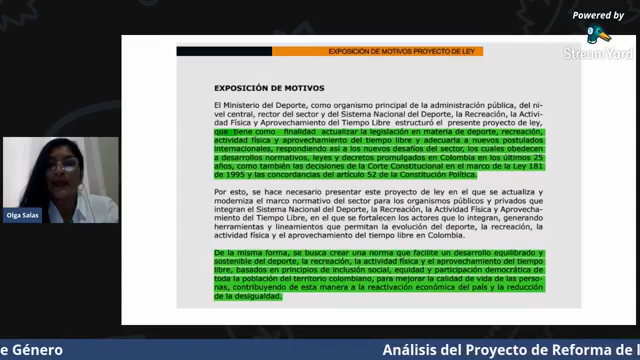 Powered by
StreamYard
EXPOSICIÓN DE MOTIVOS PROYECTO DE LEY
EXPOSICIÓN DE MOTIVOS
El Ministerio del Deporte, como organismo principal de la administración pública, del ni-
vel central, rector del sector y del Sistema Nacional del Deporte, la Recreación, la Activi-
dad Física y Aprovechamiento del Tiempo Libre estructuró el presente proyecto de ley,
que tiene como finalidad actualizar la legislación en materia de deporte, recreación,
actividad física y aprovechamiento del tiempo libre y adecuarla a nuevos postulados
internacionales, respondiendo así a los nuevos desafíos del sector, los cuales obedecen
a desarrollos normativos, leyes y decretos promulgados en Colombia en los últimos 25
años, como también las decisiones de la Corte Constitucional en el marco de la Ley 181
de 1995 y las concordancias del artículo 52 de la Constitución Política.
Por esto, se hace necesario presentar este proyecto de ley en el que se actualiza y
moderniza el marco normativo del sector para los organismos públicos y privados que
integran el Sistema Nacional del Deporte, la Recreación, la Actividad Física y Aprovecha-
miento del Tiempo Libre, en el que se fortalecen los actores que lo integran, generando
herramientas y lineamientos que permitan la evolución del deporte, la recreación, la
actividad física y el aprovechamiento del tiempo libre en Colombia.
De la misma forma, se busca crear una norma que facilite un desarrollo equilibrado y
sostenible del deporte, la recreación, la actividad física y el aprovechamiento del tiempo
libre, basados en principios de inclusión social, equidad y participación democrática de
toda la población del territorio colombiano, para mejorar la calidad de vida de las perso-
nas, contribuyendo de esta manera a la reactivación económica del país y la reducción
de la desigualdad.
Olga Salas
e Género
Análisis del Proyecto de Reforma de l